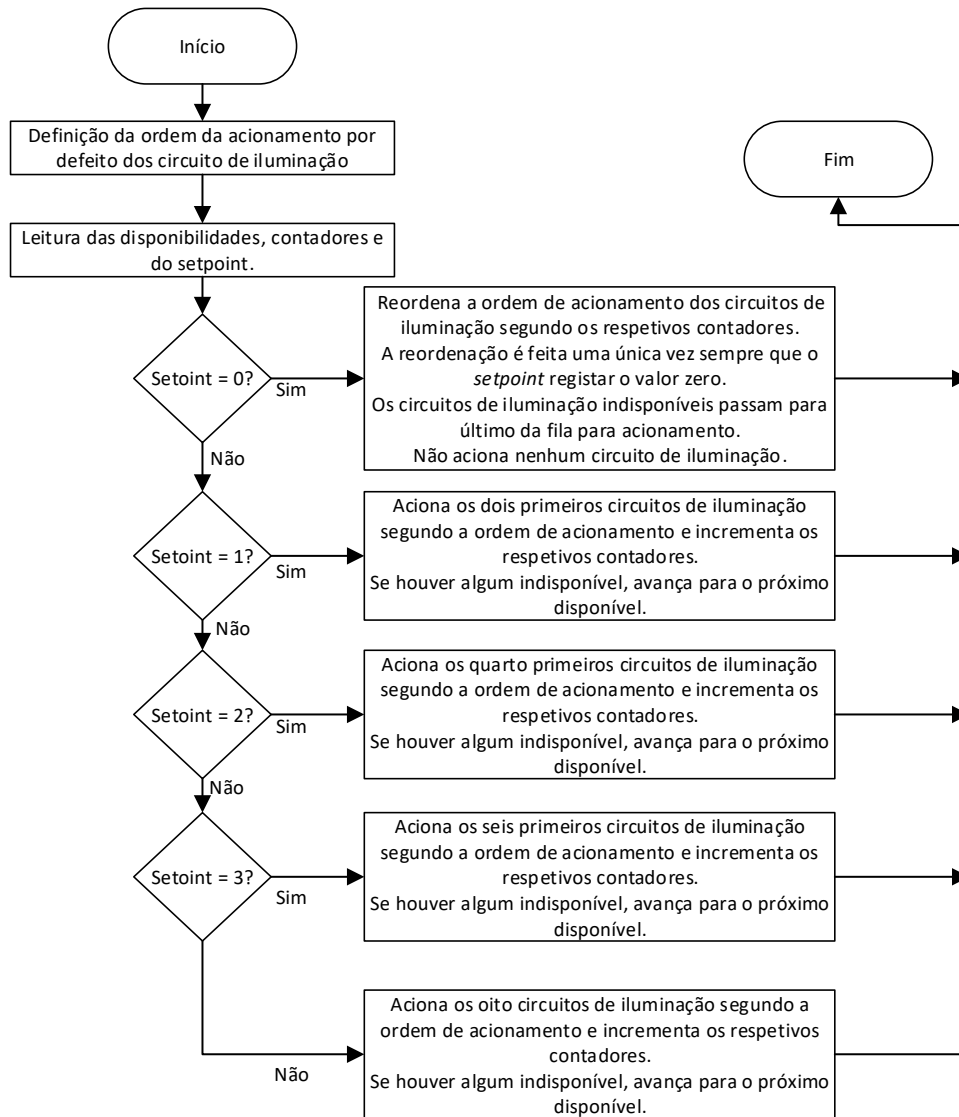 Início
Definição da ordem da acionamento por
defeito dos circuito de iluminação
Fim
Leitura das disponibilidades, contadores e
do setpoint.
Setoint = 0?
Sim
Reordena a ordem de acionamento dos circuitos de
iluminação segundo os respetivos contadores.
A reordenação é feita uma única vez sempre que o
setpoint registar o valor zero.
Os circuitos de iluminação indisponíveis passam para
último da fila para acionamento.
Não aciona nenhum circuito de iluminação.
Não
Setoint = 1?
Sim
Aciona os dois primeiros circuitos de iluminação
segundo a ordem de acionamento e incrementa os
respetivos contadores.
Se houver algum indisponível, avança para o próximo
disponível.
Não
Setoint = 2?
Sim
Aciona os quarto primeiros circuitos de iluminação
segundo a ordem de acionamento e incrementa os
respetivos contadores.
Se houver algum indisponível, avança para o próximo
disponível.
Não
Setoint = 3?
Sim
Aciona os seis primeiros circuitos de iluminação
segundo a ordem de acionamento e incrementa os
respetivos contadores.
Se houver algum indisponível, avança para o próximo
disponível.
Não
Aciona os oito circuitos de iluminação segundo a
ordem de acionamento e incrementa os respetivos
contadores.
Se houver algum indisponível, avança para o próximo
disponível.